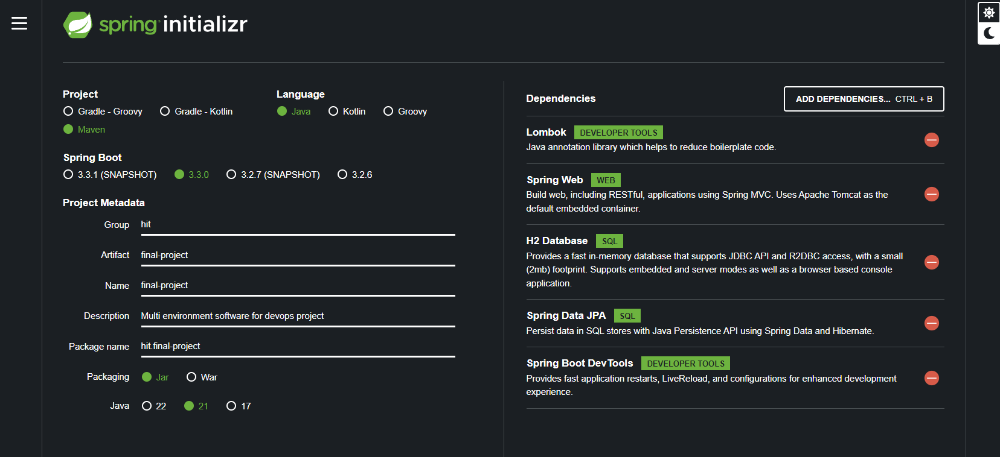 spring initializr
Project
Gradle - Groovy Gradle - Kotlin
Maven
Language
Java Kotlin Groovy
Spring Boot
3.3.1 (SNAPSHOT) 3.3.0 3.2.7 (SNAPSHOT) 3.2.6
Project Metadata
Group hit
Artifact final-project
Name final-project
Description Multi environment software for devops project
Package name hit.final-project
Packaging Jar War
Java 22 21 17
Dependencies ADD DEPENDENCIES... CTRL + B
Lombok DEVELOPER TOOLS
Java annotation library which helps to reduce boilerplate code.
Spring Web WEB
Build web, including RESTful, applications using Spring MVC. Uses Apache Tomcat as the
default embedded container.
H2 Database SQL
Provides a fast in-memory database that supports JDBC API and R2DBC access, with a small
(2mb) footprint. Supports embedded and server modes as well as a browser based console
application.
Spring Data JPA SQL
Persist data in SQL stores with Java Persistence API using Spring Data and Hibernate.
Spring Boot DevTools DEVELOPER TOOLS
Provides fast application restarts, LiveReload, and configurations for enhanced development
experience.